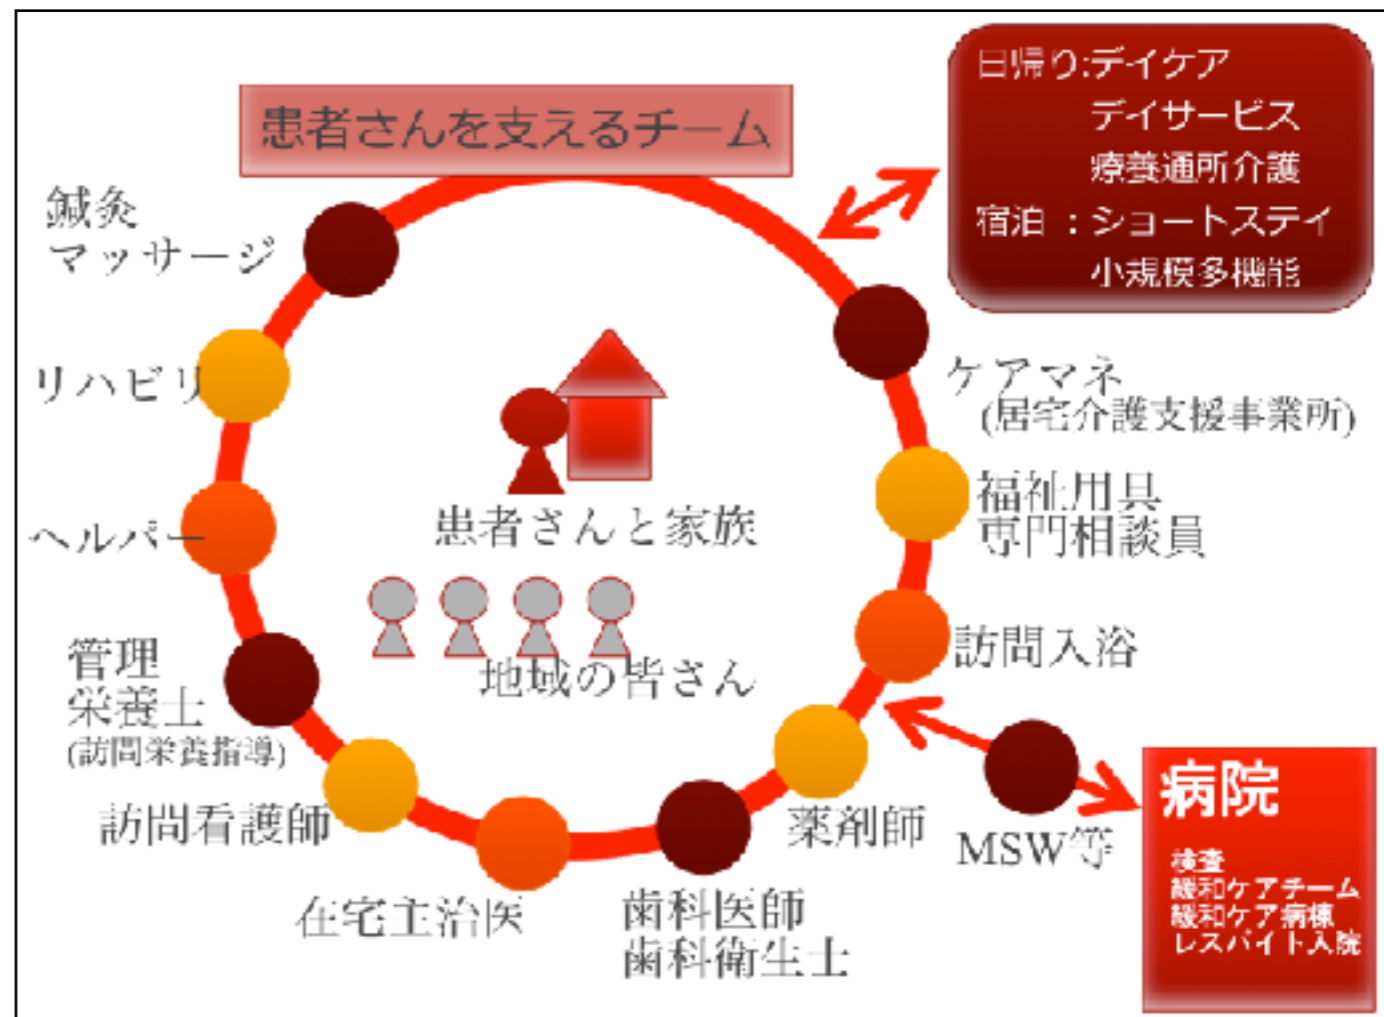 患者さんを支えるチーム
日帰り:デイケア
デイサービス
療養通所介護
宿泊 :ショートステイ
小規模多機能
鍼灸
マッサージ
リハビリ
ヘルパー
管理
栄養士
(訪問栄養指導)
訪問看護師
在宅主治医
歯科医師
歯科衛生士
薬剤師
訪問入浴
福祉用具
専門相談員
ケアマネ
(居宅介護支援事業所)
患者さんと家族
地域の皆さん
MSW等
病院
検査
緩和ケアチーム
緩和ケア病棟
レスパイト入院